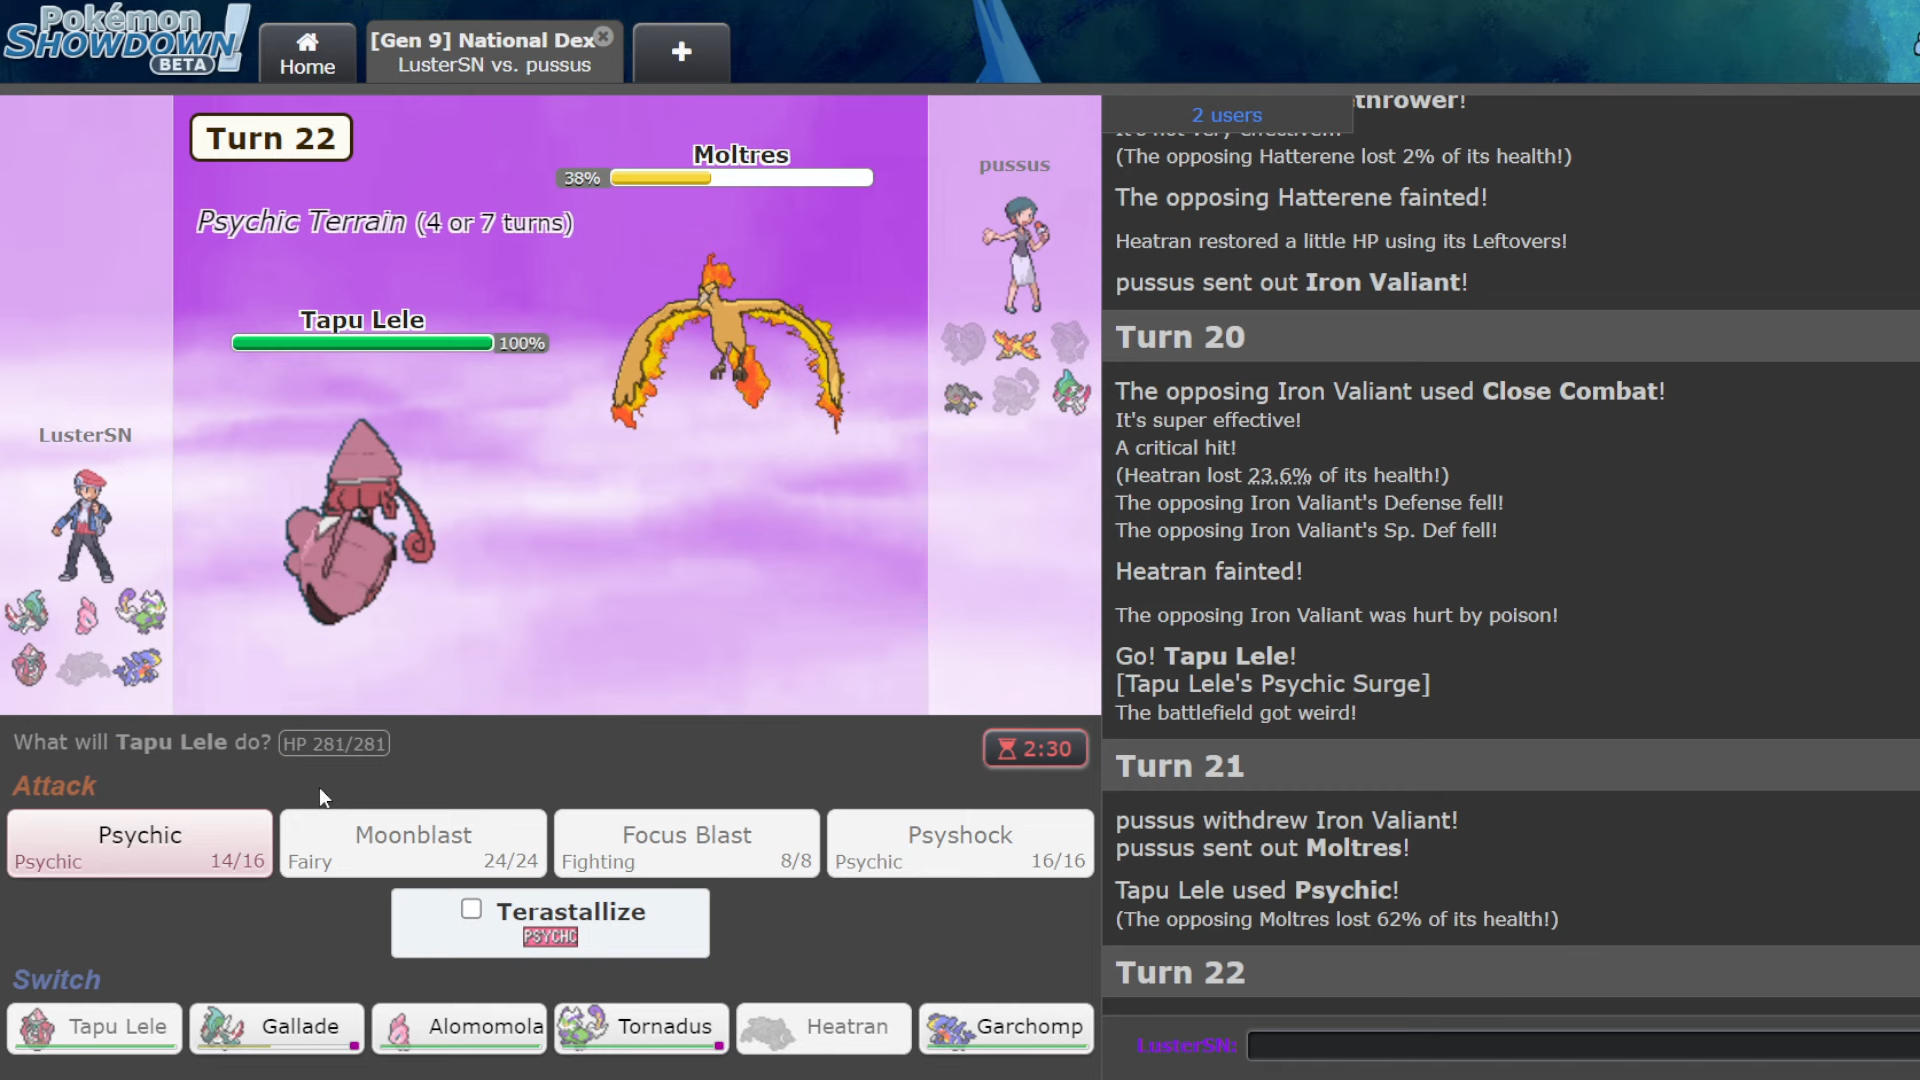 Pokémon
SHOWDOWN!
BETA
Home
[Gen 9] National Dex
LusterSN vs. pussus
Turn 22
Moltres
38%
Psychic Terrain (4 or 7 turns)
Tapu Lele
100%
pussus
LusterSN
What will Tapu Lele do? HP 281/281
2:30
Attack
Psychic
Psychic 14/16
Moonblast
Fairy 24/24
Focus Blast
Fighting 8/8
Psyshock
Psychic 16/16
Terastallize
PSYCHC
Switch
Tapu Lele
Gallade
Alomomola
Tornadus
Heatran
Garchomp
2 users
thrower!
It's not very effective...
(The opposing Hatterene lost 2% of its health!)
The opposing Hatterene fainted!
Heatran restored a little HP using its Leftovers!
pussus sent out Iron Valiant!
Turn 20
The opposing Iron Valiant used Close Combat!
It's super effective!
A critical hit!
(Heatran lost 23.6% of its health!)
The opposing Iron Valiant's Defense fell!
The opposing Iron Valiant's Sp. Def fell!
Heatran fainted!
The opposing Iron Valiant was hurt by poison!
Go! Tapu Lele!
[Tapu Lele's Psychic Surge]
The battlefield got weird!
Turn 21
pussus withdrew Iron Valiant!
pussus sent out Moltres!
Tapu Lele used Psychic!
(The opposing Moltres lost 62% of its health!)
Turn 22
LusterSN: